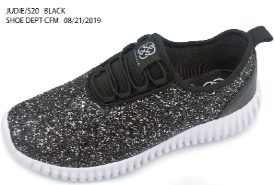 JUDIE/S20 BLACK
SHOE DEPT-CFM 08/21/2019